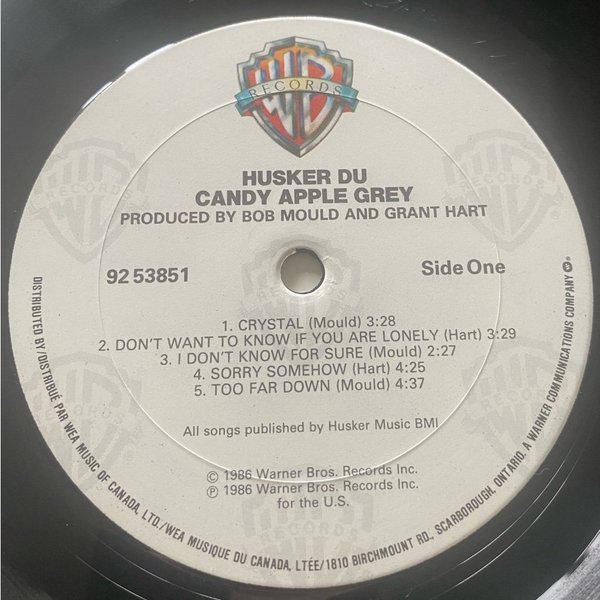 WB
RECORDS
HUSKER DU
CANDY APPLE GREY
PRODUCED BY BOB MOULD AND GRANT HART
92 53851
Side One
1. CRYSTAL (Mould) 3:28
2. DON'T WANT TO KNOW IF YOU ARE LONELY (Hart) 3:29
3. I DON'T KNOW FOR SURE (Mould) 2:27
4. SORRY SOMEHOW (Hart) 4:25
5. TOO FAR DOWN (Mould) 4:37
All songs published by Husker Music BMI
© 1986 Warner Bros. Records Inc.
℗ 1986 Warner Bros. Records Inc.
for the U.S.
DISTRIBUTED BY/DISTRIBUÉ PAR WEA MUSIC OF CANADA, LTD./WEA MUSIQUE DU CANADA, LTÉE/1810 BIRCHMOUNT RD., SCARBOROUGH, ONTARIO. A WARNER COMMUNICATIONS COMPANY